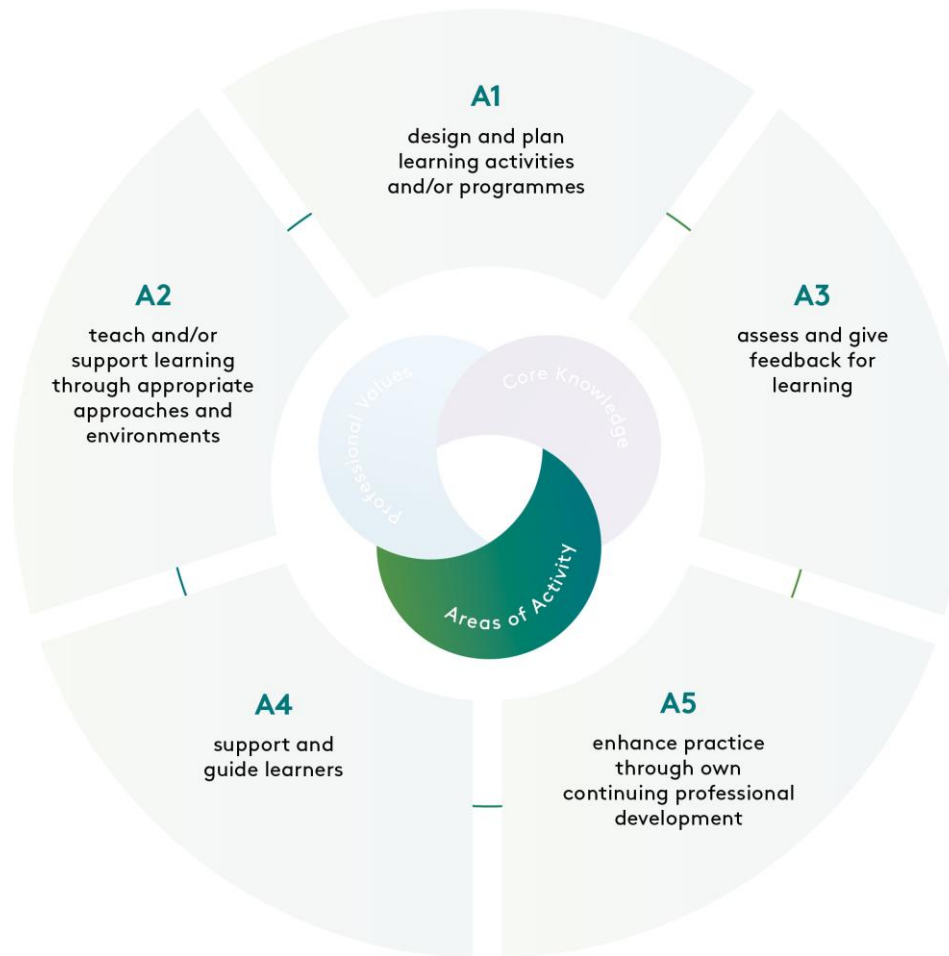 A1
design and plan
learning activities
and/or programmes
A2
teach and/or
support learning
through appropriate
approaches and
environments
A3
assess and give
feedback for
learning
Professional Values
Core Knowledge
Areas of Activity
A4
support and
guide learners
A5
enhance practice
through own
continuing professional
development